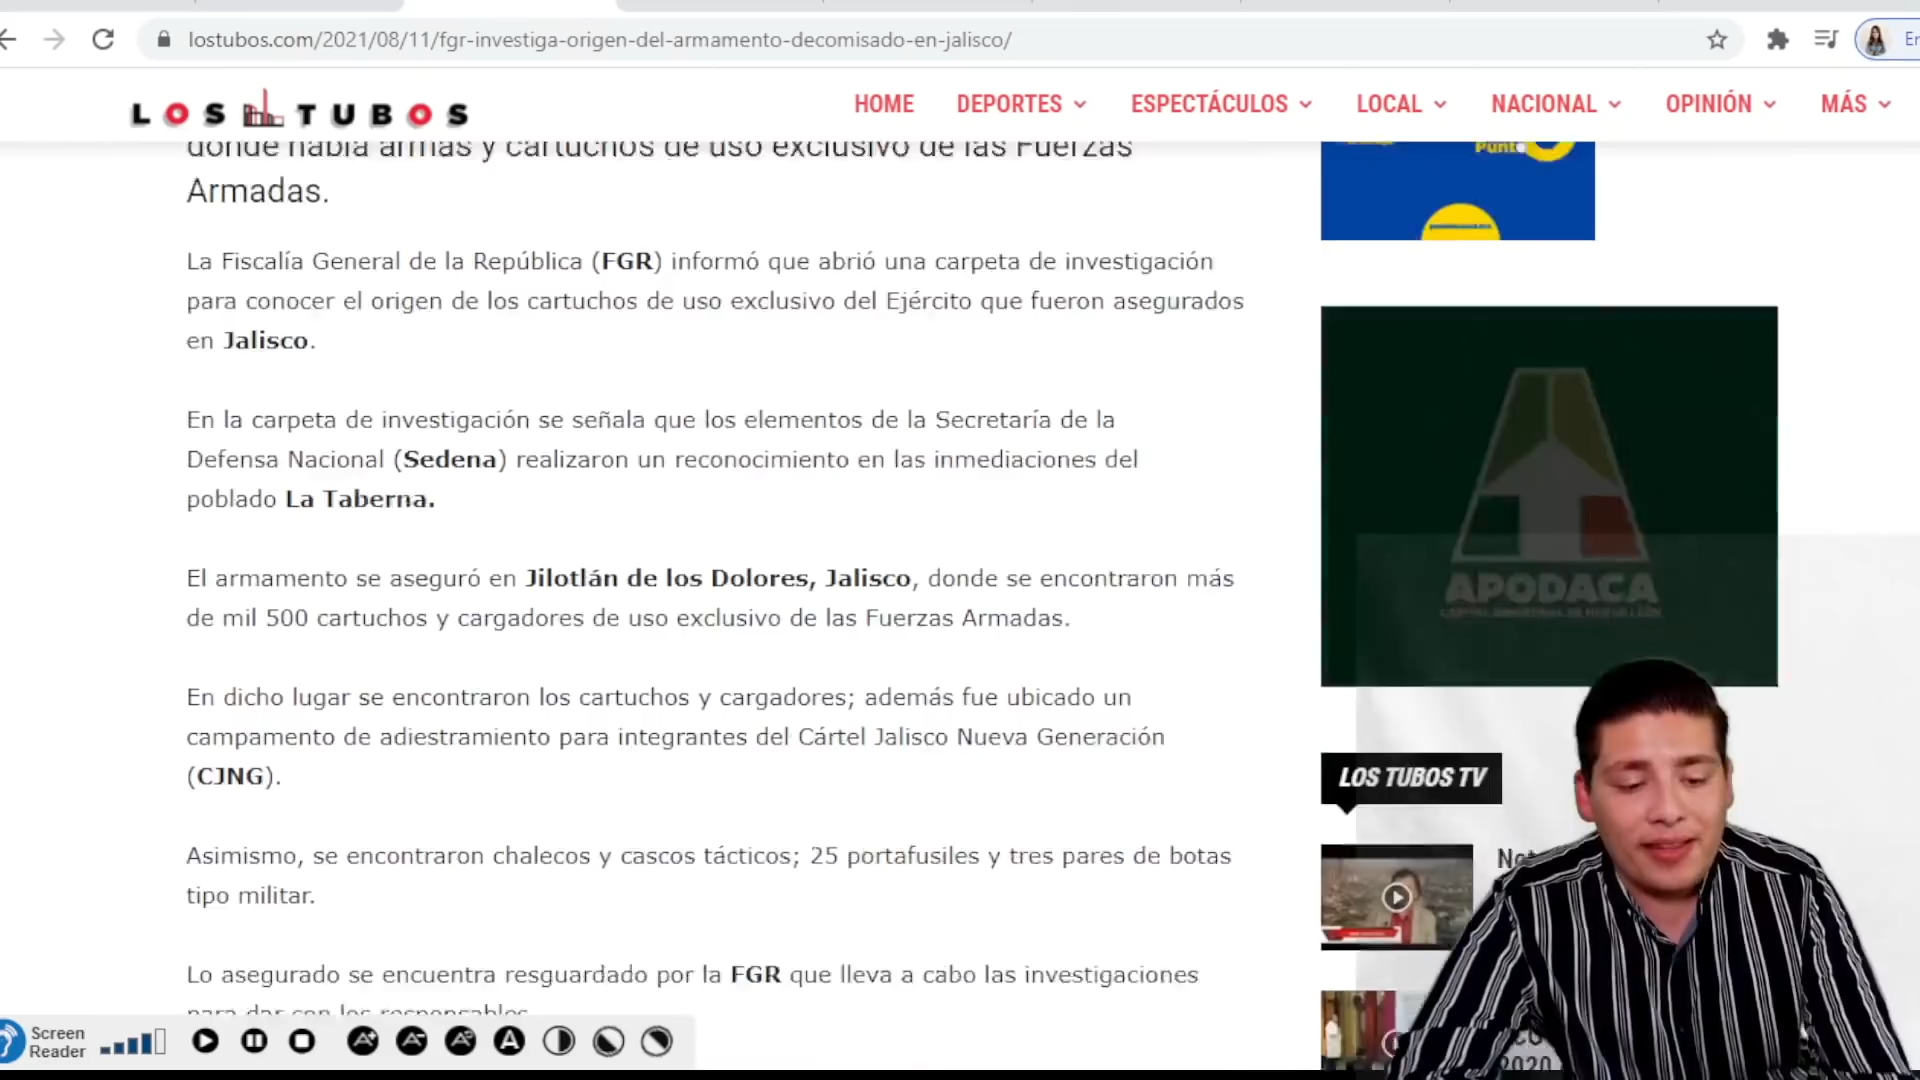 lostubos.com/2021/08/11/fgr-investiga-origen-del-armamento-decomisado-en-jalisco/
LOS TUBOS
HOME DEPORTES ESPECTÁCULOS LOCAL NACIONAL OPINIÓN MÁS
donde había armas y cartuchos de uso exclusivo de las Fuerzas
Armadas.
La Fiscalía General de la República (FGR) informó que abrió una carpeta de investigación
para conocer el origen de los cartuchos de uso exclusivo del Ejército que fueron asegurados
en Jalisco.
En la carpeta de investigación se señala que los elementos de la Secretaría de la
Defensa Nacional (Sedena) realizaron un reconocimiento en las inmediaciones del
poblado La Taberna.
El armamento se aseguró en Jilotlán de los Dolores, Jalisco, donde se encontraron más
de mil 500 cartuchos y cargadores de uso exclusivo de las Fuerzas Armadas.
En dicho lugar se encontraron los cartuchos y cargadores; además fue ubicado un
campamento de adiestramiento para integrantes del Cártel Jalisco Nueva Generación
(CJNG).
Asimismo, se encontraron chalecos y cascos tácticos; 25 portafusiles y tres pares de botas
tipo militar.
Lo asegurado se encuentra resguardado por la FGR que lleva a cabo las investigaciones
para dar con los responsables.
Punto
APODACA
LOS TUBOS TV
2020
Screen
Reader